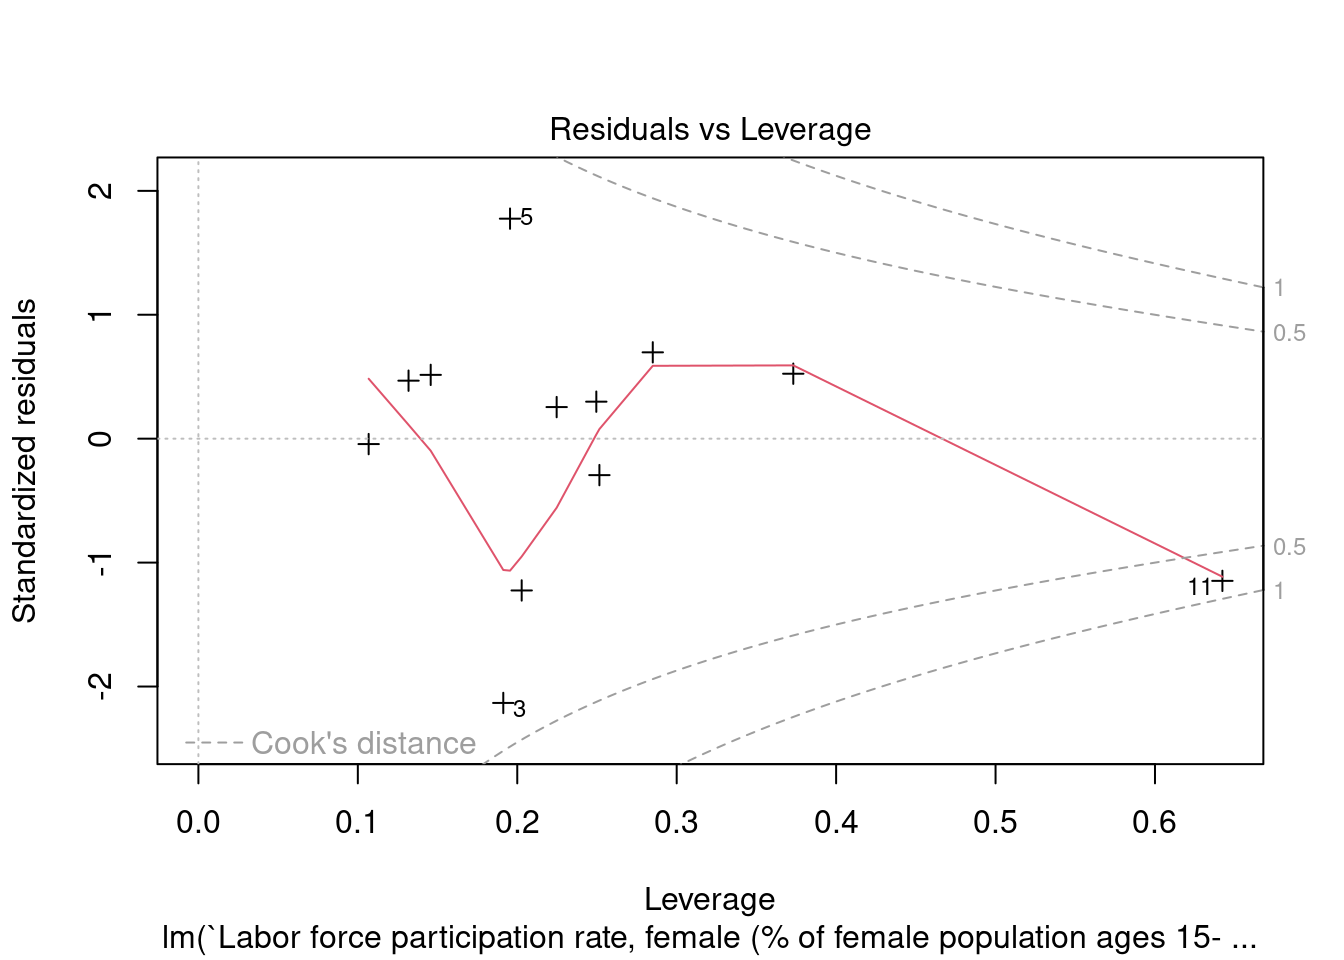 Residuals vs Leverage
Standardized residuals
2
1
0
-1
-2
5
3
11
1
0.5
0.5
1
Cook's distance
0.0 0.1 0.2 0.3 0.4 0.5 0.6
Leverage
lm(`Labor force participation rate, female (% of female population ages 15- ...